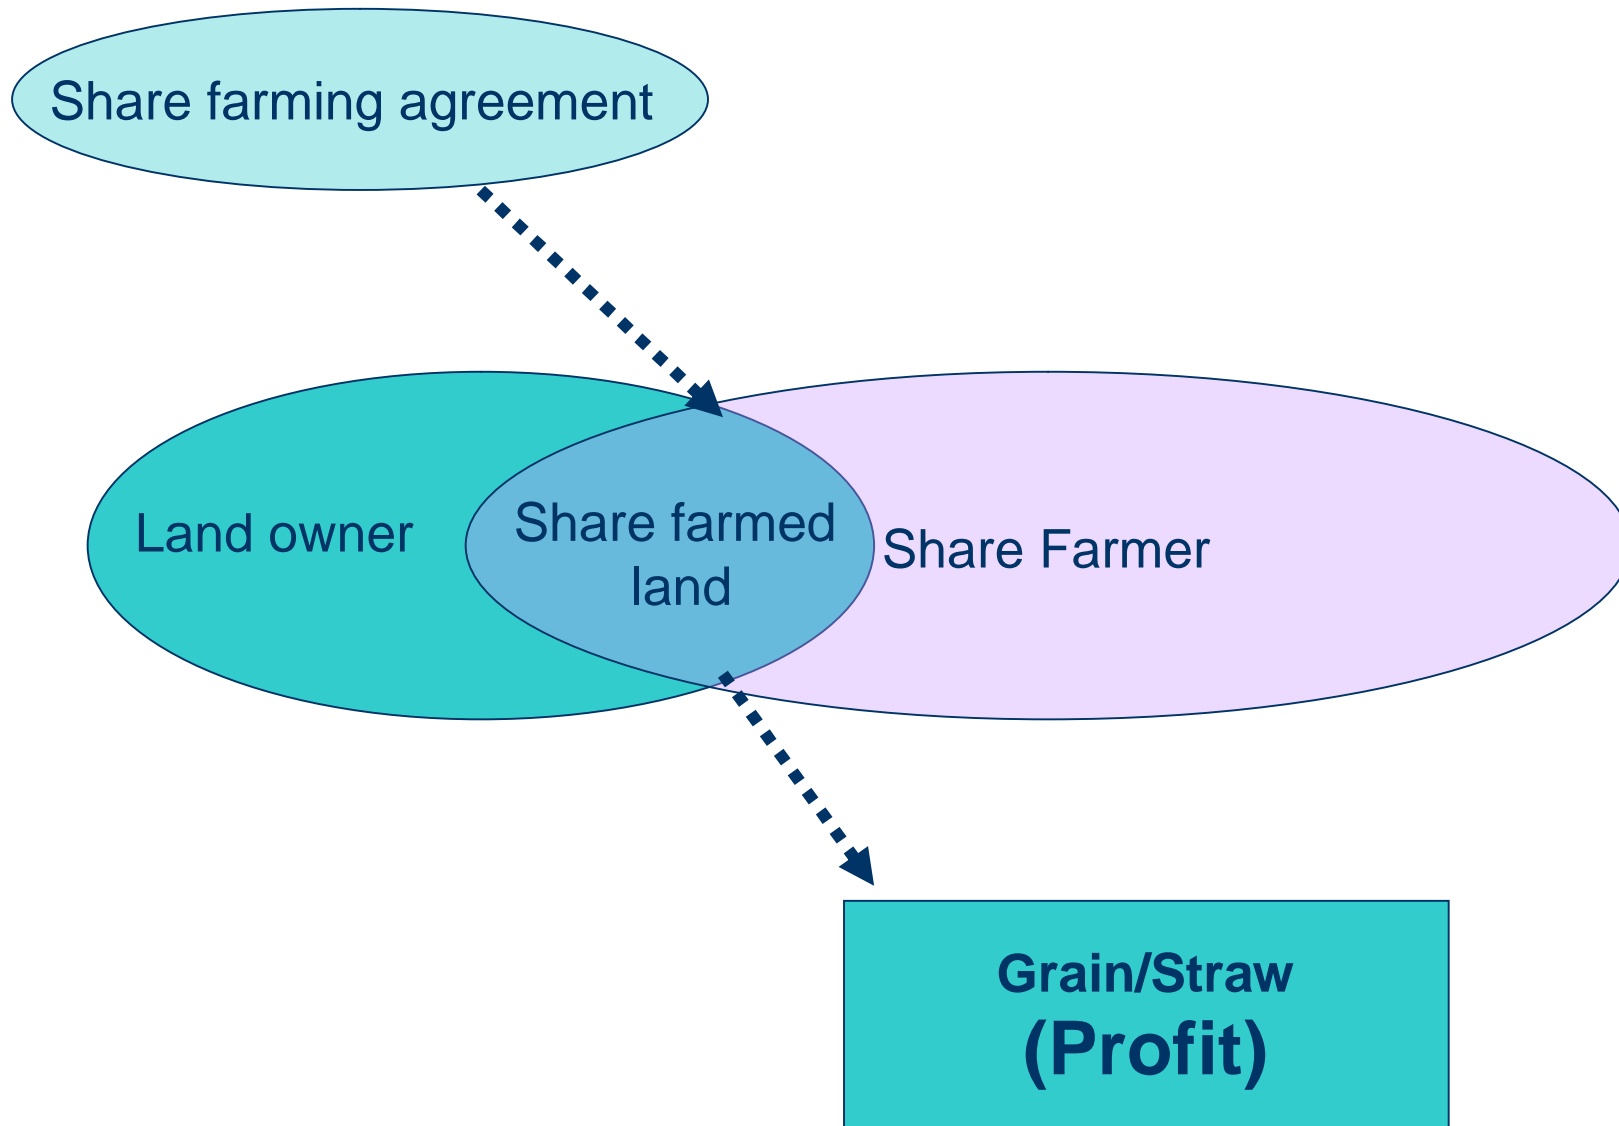 Share farming agreement
Land owner
Share farmed
land
Share Farmer
Grain/Straw
(Profit)